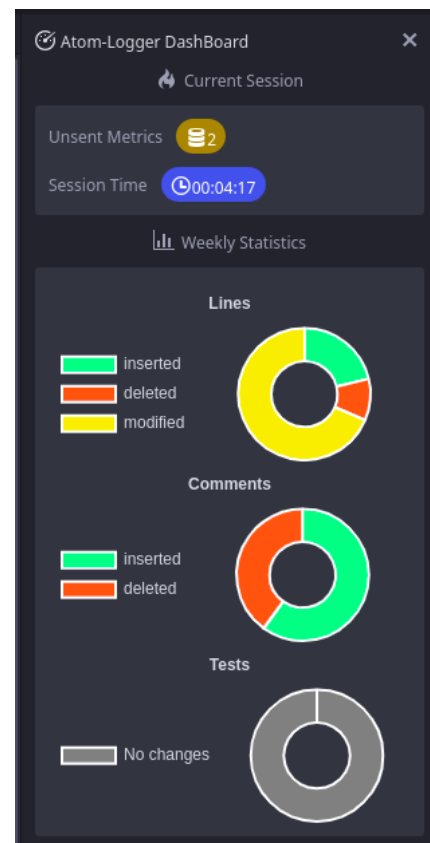 Atom-Logger DashBoard
Current Session
Unsent Metrics 2
Session Time 00:04:17
Weekly Statistics
Lines
inserted
deleted
modified
Comments
inserted
deleted
Tests
No changes